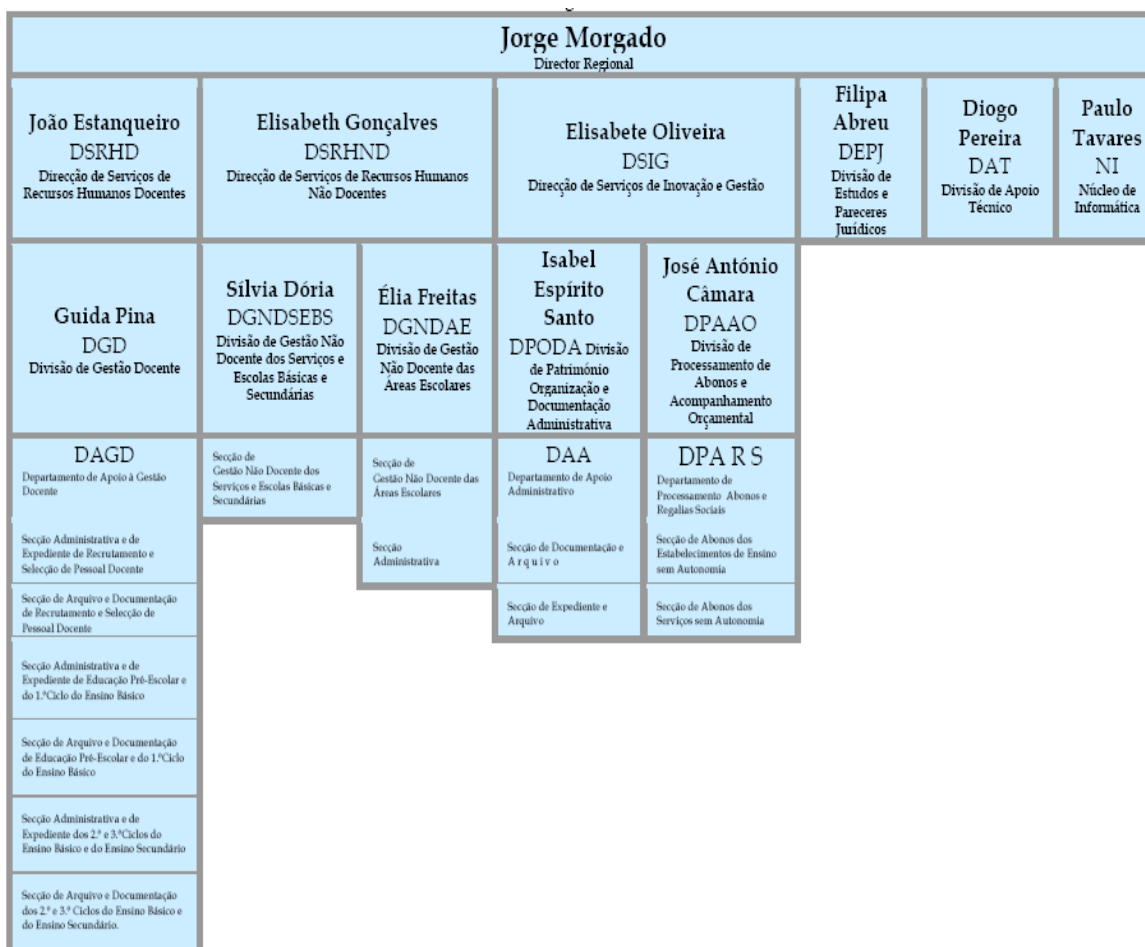 Jorge Morgado
Director Regional
João Estanqueiro
DSRHD
Direcção de Serviços de
Recursos Humanos Docentes
Elisabeth Gonçalves
DSRHND
Direcção de Serviços de Recursos Humanos
Não Docentes
Elisabete Oliveira
DSIG
Direcção de Serviços de Inovação e Gestão
Filipa
Abreu
DEPJ
Divisão de
Estudos e
Pareceres
Jurídicos
Diogo
Pereira
DAT
Divisão de Apoio
Técnico
Paulo
Tavares
NI
Núcleo de
Informática
Guida Pina
DGD
Divisão de Gestão Docente
Sílvia Dória
DGNDSEBS
Divisão de Gestão Não
Docente dos Serviços e
Escolas Básicas e
Secundárias
Élia Freitas
DGNDAE
Divisão de Gestão
Não Docente das
Áreas Escolares
Isabel
Espírito
Santo
DPODA Divisão
de Património
Organização e
Documentação
Administrativa
José António
Câmara
DPAAO
Divisão de
Processamento de
Abonos e
Acompanhamento
Orçamental
DAGD
Departamento de Apoio à Gestão
Docente
Secção Administrativa e de
Expediente de Recrutamento e
Selecção de Pessoal Docente
Secção de Arquivo e Documentação
de Recrutamento e Selecção de
Pessoal Docente
Secção Administrativa e de
Expediente de Educação Pré-Escolar e
do 1.ºCiclo do Ensino Básico
Secção de Arquivo e Documentação
de Educação Pré-Escolar e do 1.ºCiclo
do Ensino Básico
Secção Administrativa e de
Expediente dos 2.º e 3.ºCiclos do
Ensino Básico e do Ensino Secundário
Secção de Arquivo e Documentação
dos 2.º e 3.º Ciclos do Ensino Básico e
do Ensino Secundário.
Secção de
Gestão Não Docente dos
Serviços e Escolas Básicas e
Secundárias
Secção de
Gestão Não Docente das
Áreas Escolares
Secção
Administrativa
DAA
Departamento de Apoio
Administrativo
Secção de Documentação e
A r q u i v o
Secção de Expediente e
Arquivo
DPA R S
Departamento de
Processamento Abonos e
Regalias Sociais
Secção de Abonos dos
Estabelecimentos de Ensino
sem Autonomia
Secção de Abonos dos
Serviços sem Autonomia